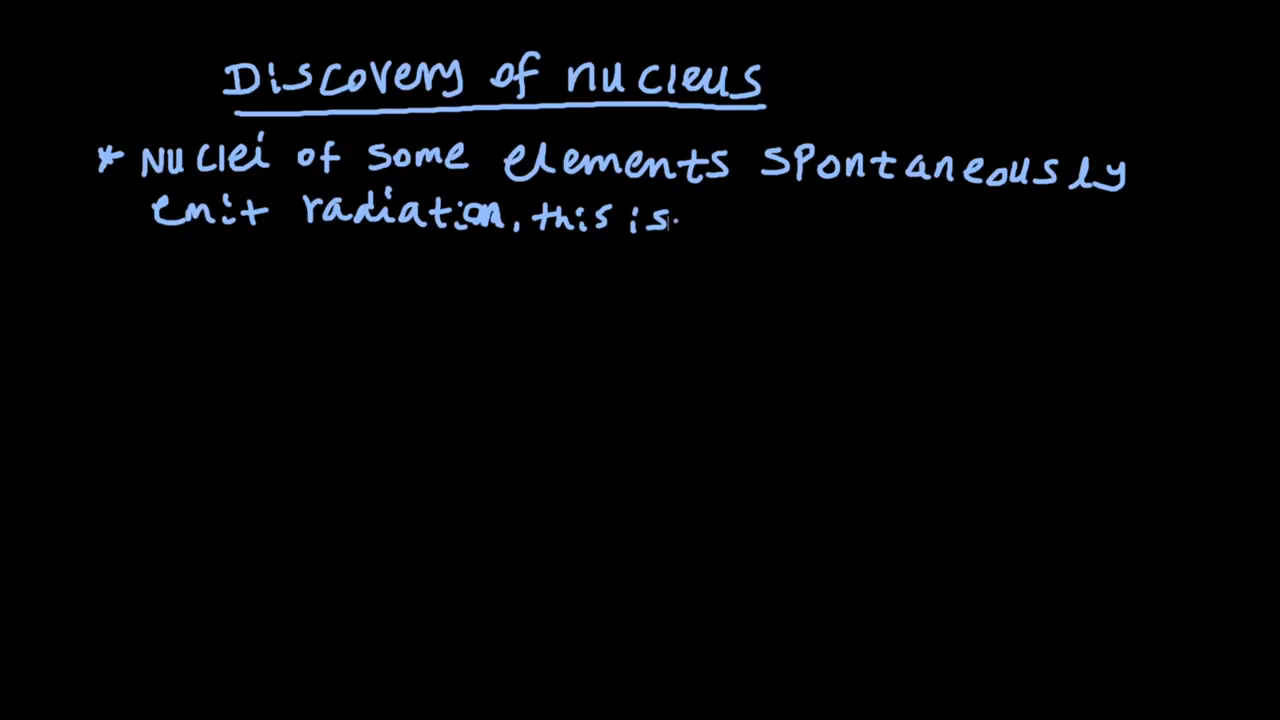 Discovery of nucleus
* Nuclei of some elements spontaneously
emit radiation, this is